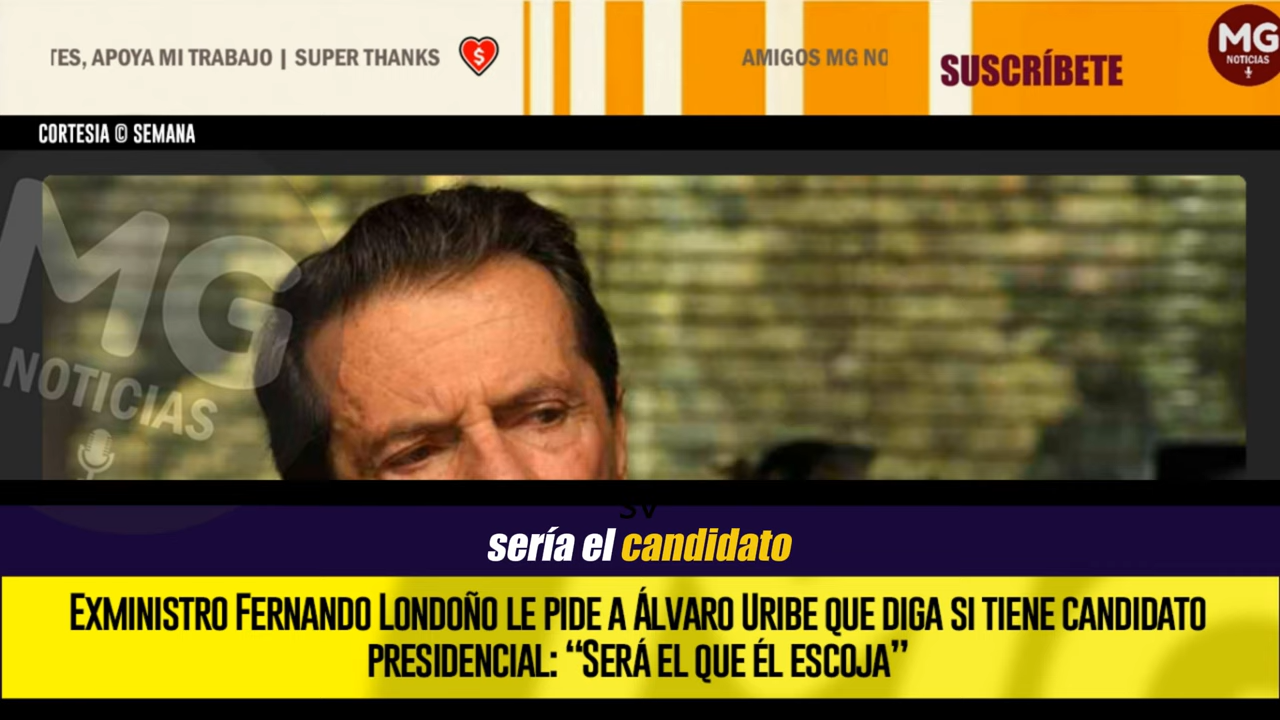 TES, APOYA MI TRABAJO | SUPER THANKS
AMIGOS MG NO
SUSCRÍBETE
MG
NOTICIAS
CORTESIA © SEMANA
MG
NOTICIAS
sería el candidato
EXMINISTRO FERNANDO LONDOÑO LE PIDE A ÁLVARO URIBE QUE DIGA SI TIENE CANDIDATO
PRESIDENCIAL: “SERÁ EL QUE ÉL ESCOJA”